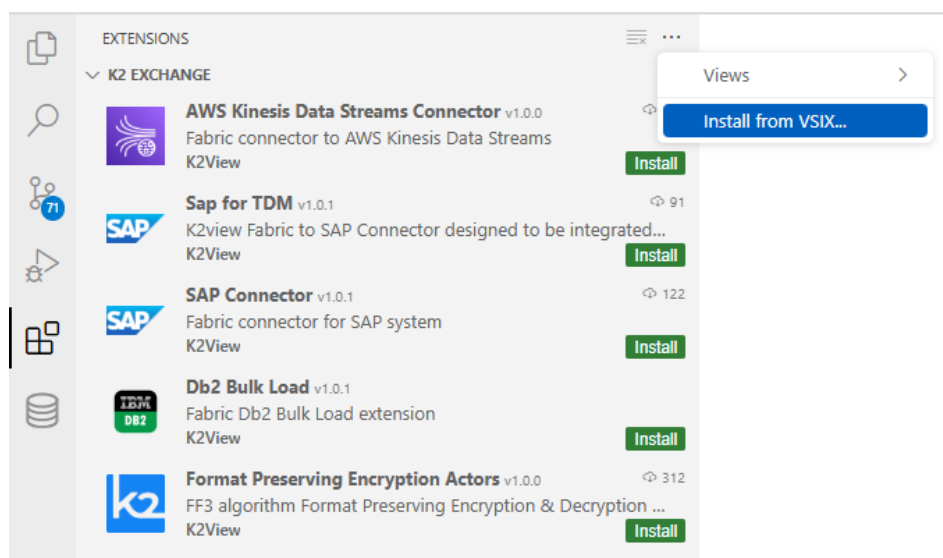 EXTENSIONS
K2 EXCHANGE
Views
Install from VSIX...
AWS Kinesis Data Streams Connector v1.0.0
Fabric connector to AWS Kinesis Data Streams
K2View
Install
Sap for TDM v1.0.1
91
SAP
K2view Fabric to SAP Connector designed to be integrated...
K2View
Install
SAP Connector v1.0.1
122
SAP
Fabric connector for SAP system
K2View
Install
71
Db2 Bulk Load v1.0.1
IBM
DB2
Fabric Db2 Bulk Load extension
K2View
Install
Format Preserving Encryption Actors v1.0.0
312
k2
FF3 algorithm Format Preserving Encryption & Decryption ...
K2View
Install